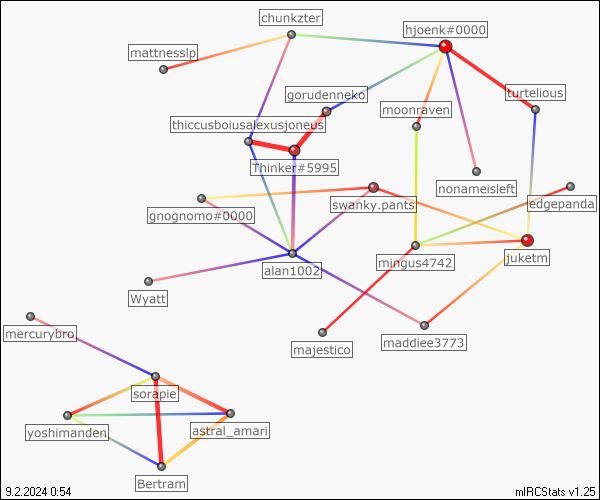 chunkzter
hjoenk#0000
mattnesslp
gorudenneko
turtelious
moonraven
thiccusboiusalexusjoneus
Thinker#5995
nonameisleft
swanky.pants
edgepanda
gnognomo#0000
juketm
mingus4742
alan1002
Wyatt
mercurybro
majestico
maddiee3773
sorapie
yoshimanden
astral_amari
Bertram
9.2.2024 0:54
mIRCStats v1.25